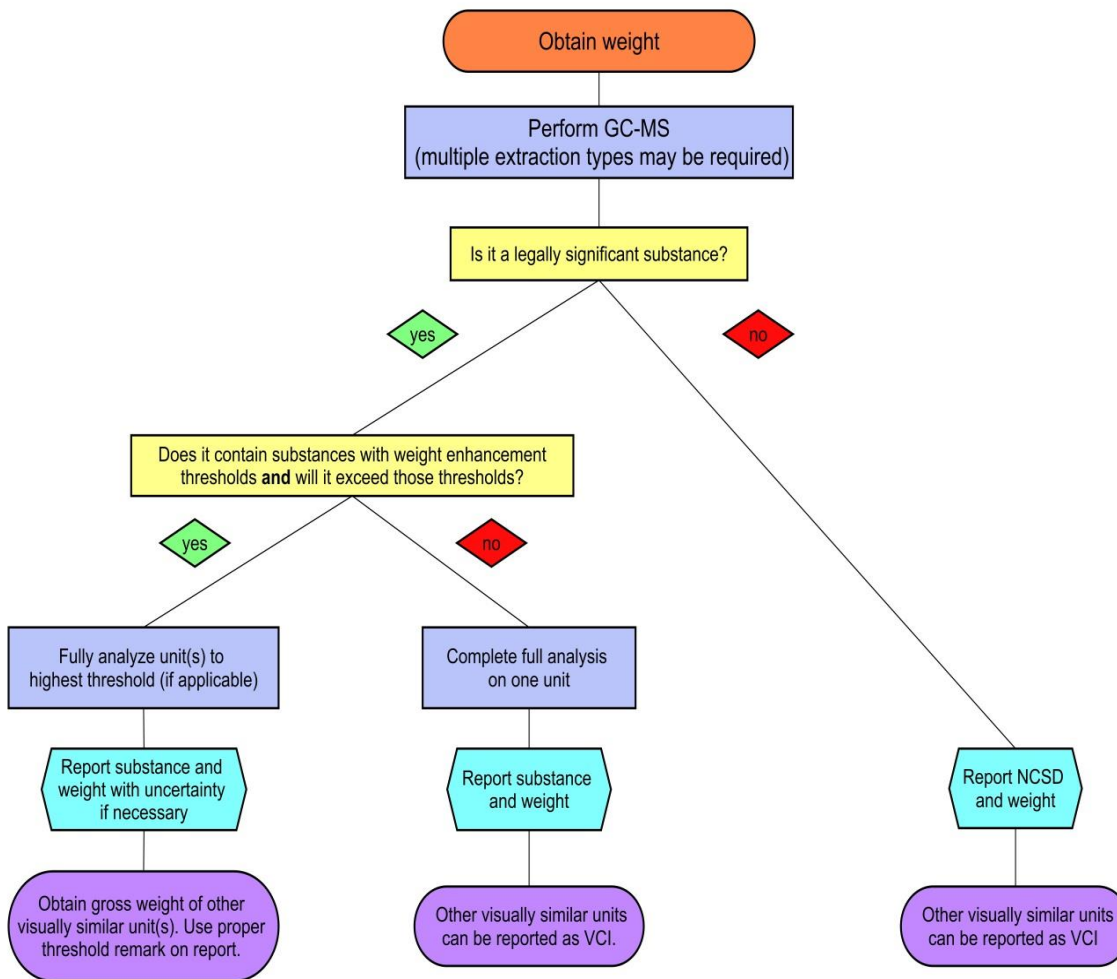 Obtain weight
Perform GC-MS
(multiple extraction types may be required)
Is it a legally significant substance?
yes
no
Does it contain substances with weight enhancement
thresholds and will it exceed those thresholds?
yes
no
Fully analyze unit(s) to
highest threshold (if applicable)
Complete full analysis
on one unit
Report substance and
weight with uncertainty
if necessary
Report substance
and weight
Report NCSD
and weight
Obtain gross weight of other
visually similar unit(s). Use proper
threshold remark on report.
Other visually similar units
can be reported as VCI.
Other visually similar units
can be reported as VCI